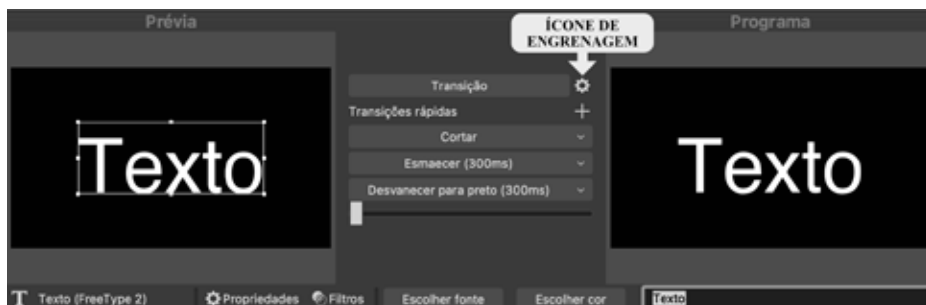 Prévia
ÍCONE DE
ENGRENAGEM
Programa
Transição
Transições rápidas
Cortar
Esmaecer (300ms)
Desvanecer para preto (300ms)
Texto
Texto
T Texto (FreeType 2)
Propriedades
Filtros
Escolher fonte
Escolher cor
Texto